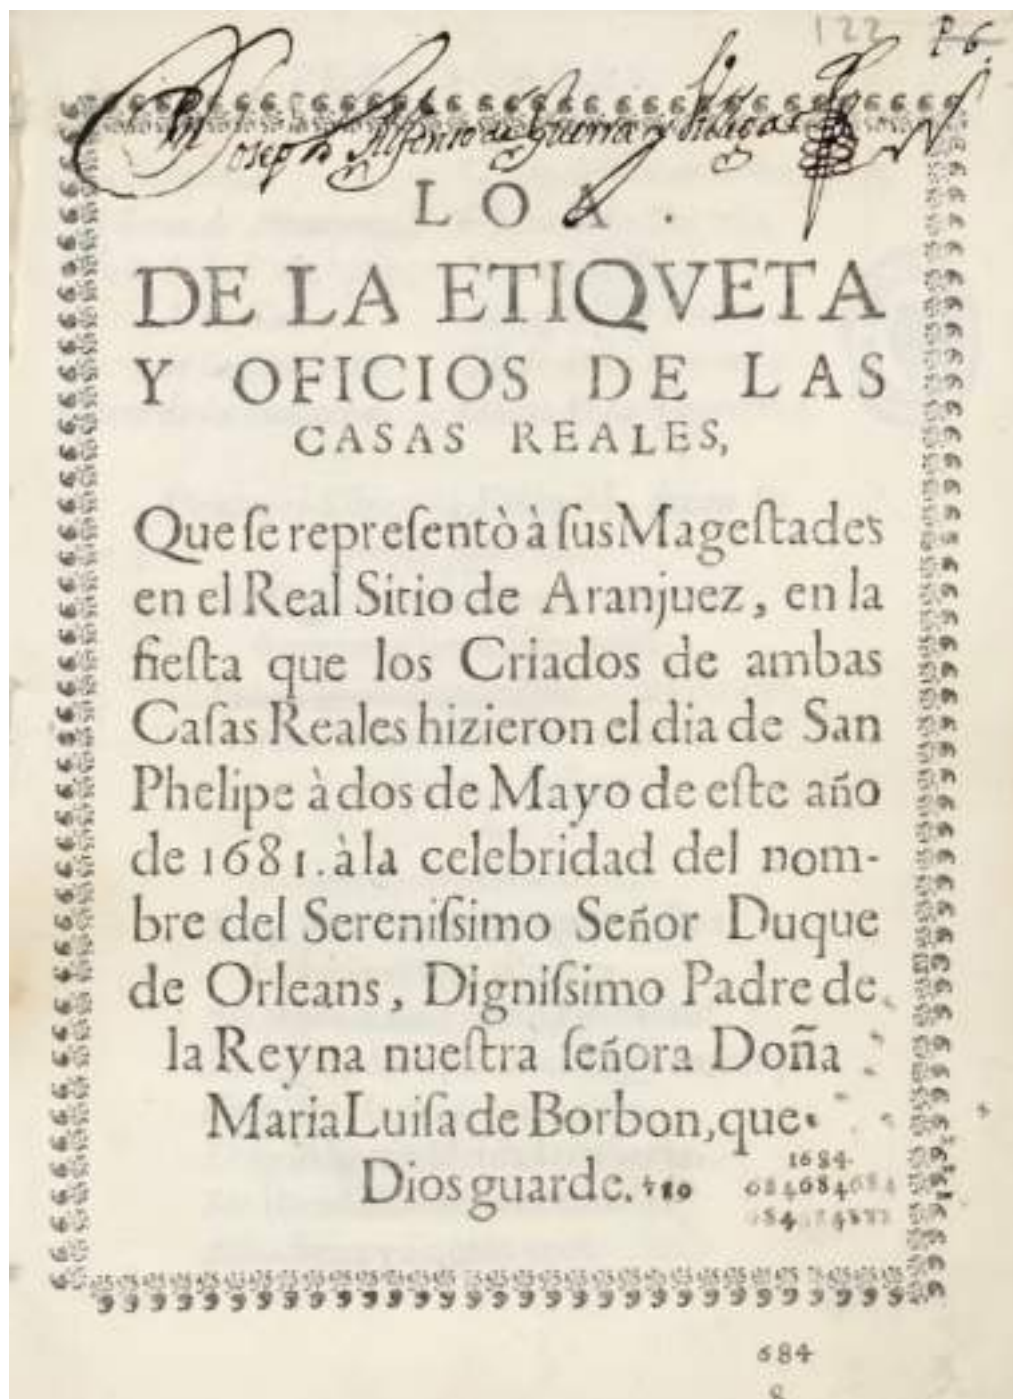 122 P. 6.
Joseph Alfonso de Guerra y Villegas
LOA.
DE LA ETIQVETA
Y OFICIOS DE LAS
CASAS REALES,
Que ſe repreſentò à ſus Mageſtades
en el Real Sitio de Aranjuez, en la
fieſta que los Criados de ambas
Caſas Reales hizieron el dia de San
Phelipe à dos de Mayo de eſte año
de 1681. à la celebridad del nom-
bre del Sereniſsimo Señor Duque
de Orleans, Digniſsimo Padre de
la Reyna nueſtra ſeñora Doña
Maria Luiſa de Borbon, que
Dios guarde.
1684
084684684
684
8